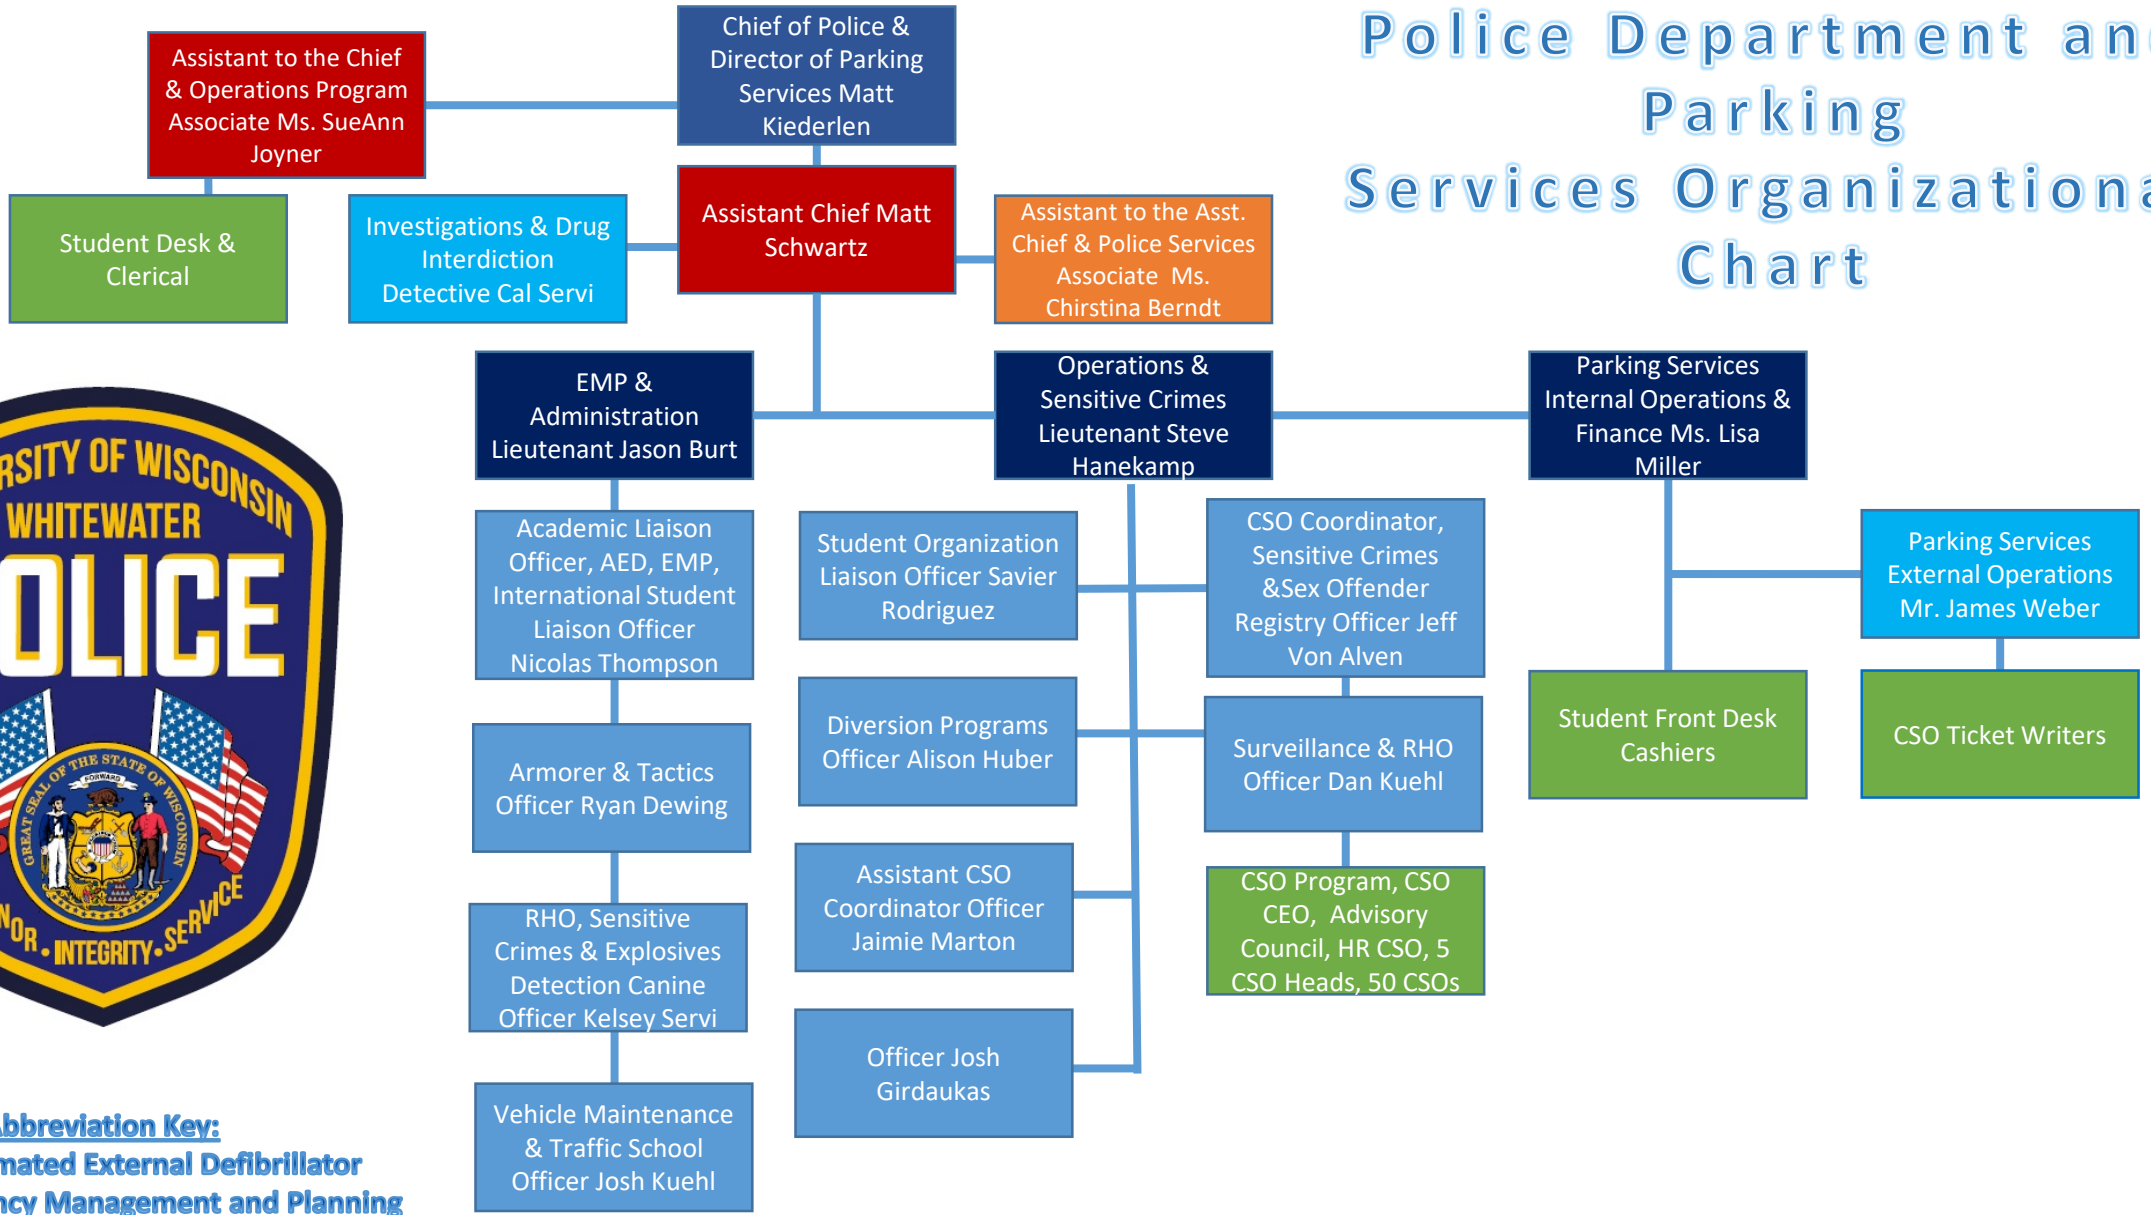 Police Department
Parking
Services
Chart
Chief of Police &
Director of Parking
Services Matt
Kiederlen
Assistant to the Chief
& Operations Program
Associate Ms. SueAnn
Joyner
Student Desk &
Clerical
Investigations & Drug
Interdiction
Detective Cal Servi
Assistant Chief Matt
Schwartz
Assistant to the Asst.
Chief & Police Services
Associate Ms.
Chirstina Berndt
EMP &
Administration
Lieutenant Jason Burt
Operations &
Sensitive Crimes
Lieutenant Steve
Hanekamp
Parking Services
Internal Operations &
Finance Ms. Lisa
Miller
Academic Liaison
Officer, AED, EMP,
International Student
Liaison Officer
Nicolas Thompson
Armorer & Tactics
Officer Ryan Dewing
RHO, Sensitive
Crimes & Explosives
Detection Canine
Officer Kelsey Servi
Vehicle Maintenance
& Traffic School
Officer Josh Kuehl
Student Organization
Liaison Officer Savier
Rodriguez
Diversion Programs
Officer Alison Huber
Assistant CSO
Coordinator Officer
Jaimie Marton
Officer Josh
Girdaukas
CSO Coordinator,
Sensitive Crimes
&Sex Offender
Registry Officer Jeff
Von Alven
Surveillance & RHO
Officer Dan Kuehl
CSO Program, CSO
CEO, Advisory
Council, HR CSO, 5
CSO Heads, 50 CSOs
Parking Services
External Operations
Mr. James Weber
Student Front Desk
Cashiers
CSO Ticket Writers
OF WISCONSIN
WHITEWATER
GREAT SEAL OF THE STATE OF WISCONSIN
FORWARD
• INTEGRITY • SERVICE
Key:
External Defibrillator
Management and Planning